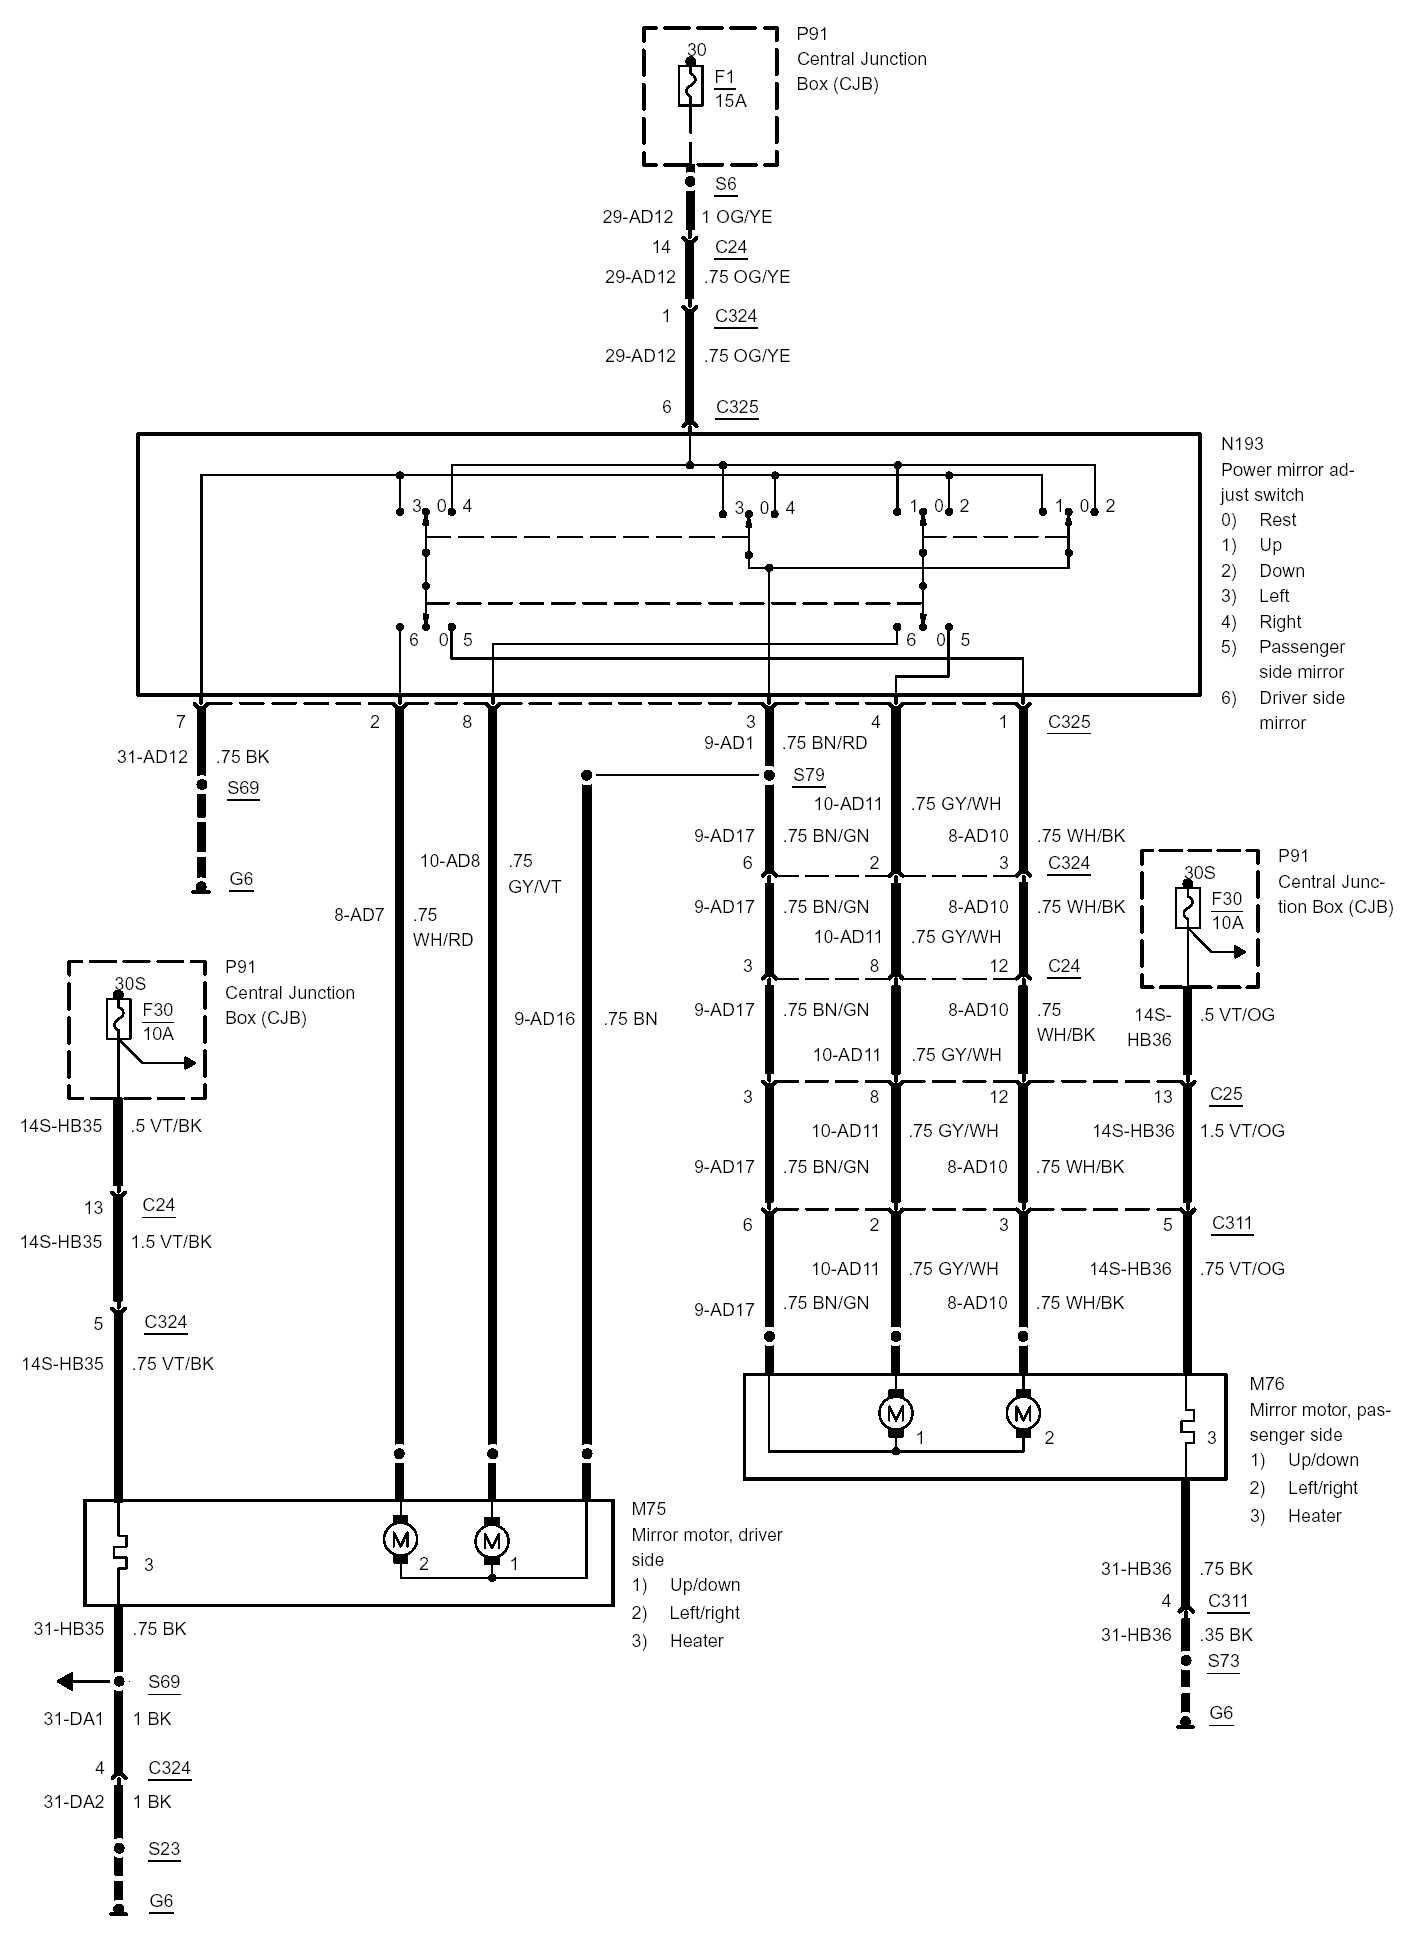 P91
30
Central Junction
F1
Box (CJB)
15A
S6
29-AD12 1 OG/YE
14 C24
29-AD12 .75 OG/YE
1 C324
29-AD12 .75 OG/YE
6 C325
N193
Power mirror ad-
just switch
0) Rest
1) Up
2) Down
3) Left
4) Right
5) Passenger
side mirror
6) Driver side
mirror
3 0 4 3 0 4 1 0 2 1 0 2
6 0 5 6 0 5
7 2 8 3 4 1 C325
9-AD1 .75 BN/RD
31-AD12 .75 BK
S69
S79
10-AD11 .75 GY/WH
9-AD17 .75 BN/GN 8-AD10 .75 WH/BK
6 2 3 C324
10-AD8 .75
GY/VT
G6
8-AD7 .75
WH/RD
9-AD17 .75 BN/GN 8-AD10 .75 WH/BK
10-AD11 .75 GY/WH
3 8 12 C24
P91
Central Junc-
tion Box (CJB)
30S
F30
10A
P91
Central Junction
Box (CJB)
30S
F30
10A
9-AD16 .75 BN
9-AD17 .75 BN/GN 8-AD10 .75
WH/BK
14S-
HB36
.5 VT/OG
10-AD11 .75 GY/WH
3 8 12 13 C25
14S-HB35 .5 VT/BK
10-AD11 .75 GY/WH 14S-HB36 1.5 VT/OG
9-AD17 .75 BN/GN 8-AD10 .75 WH/BK
13 C24
6 2 3 5 C311
14S-HB35 1.5 VT/BK
10-AD11 .75 GY/WH 14S-HB36 .75 VT/OG
9-AD17 .75 BN/GN 8-AD10 .75 WH/BK
5 C324
14S-HB35 .75 VT/BK
M M
1 2 3
M76
Mirror motor, pas-
senger side
1) Up/down
2) Left/right
3) Heater
M M
3 2 1
M75
Mirror motor, driver
side
1) Up/down
2) Left/right
3) Heater
31-HB36 .75 BK
4 C311
31-HB36 .35 BK
S73
G6
31-HB35 .75 BK
S69
31-DA1 1 BK
4 C324
31-DA2 1 BK
S23
G6